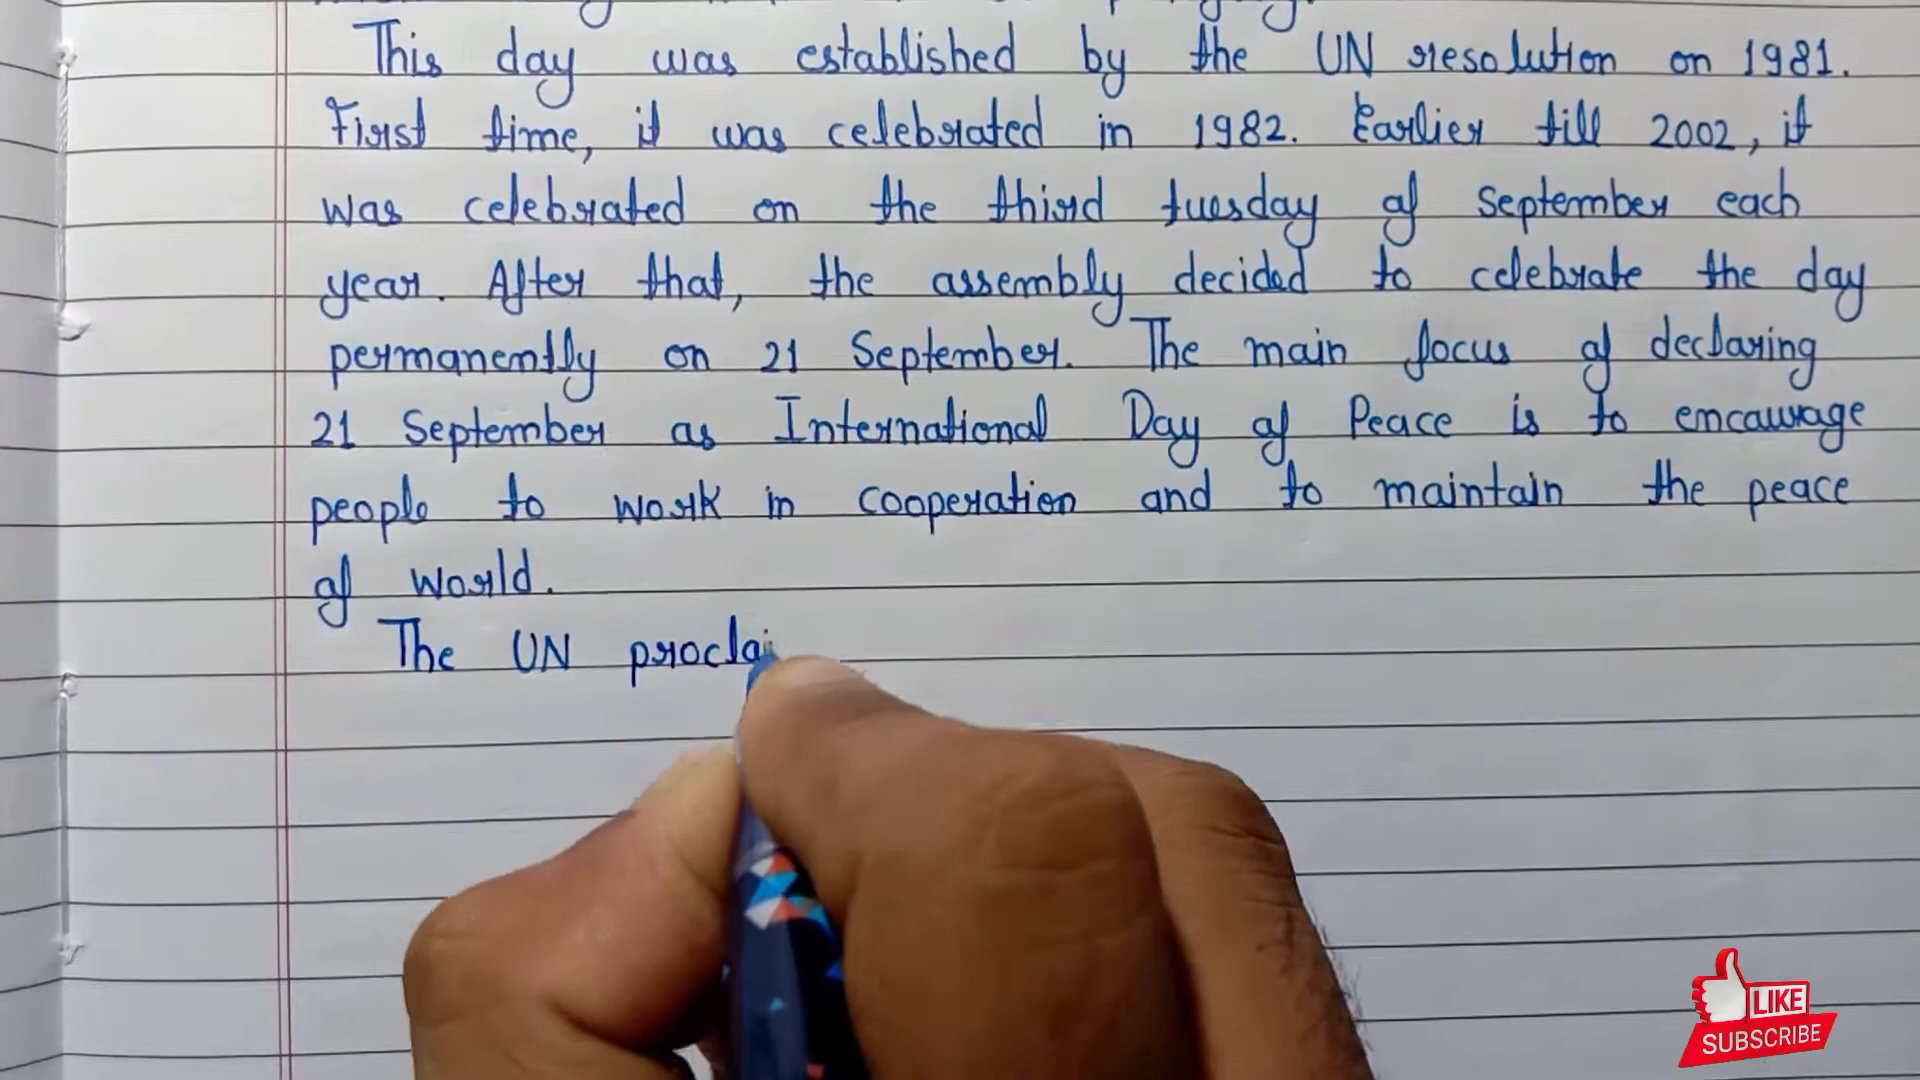 This day was established by the UN resolution on 1981.
First time, it was celebrated in 1982. Earlier till 2002, it
was celebrated on the third tuesday of September each
year. After that, the assembly decided to celebrate the day
permanently on 21 September. The main focus of declaring
21 September as International Day of Peace is to encourage
people to work in cooperation and to maintain the peace
of world.
The UN proclai
LIKE
SUBSCRIBE